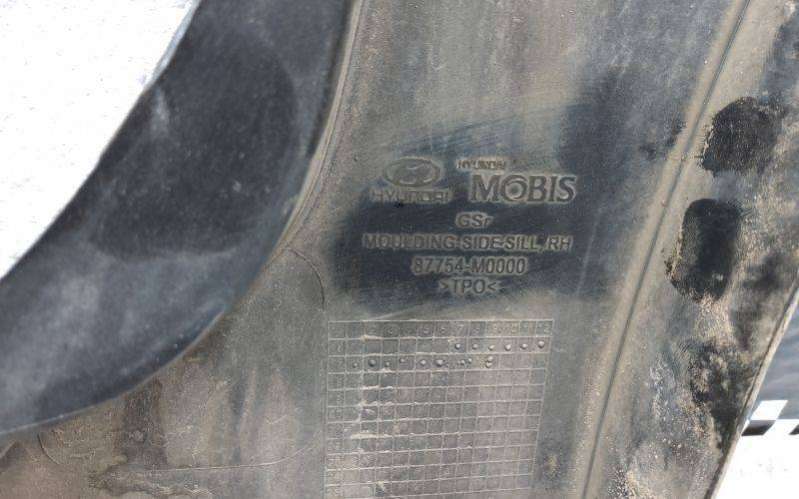 HYUNDAI
HYUNDAI
MOBIS
GSr
MOULDING-SIDE SILL, RH
87754-M0000
>TPO<